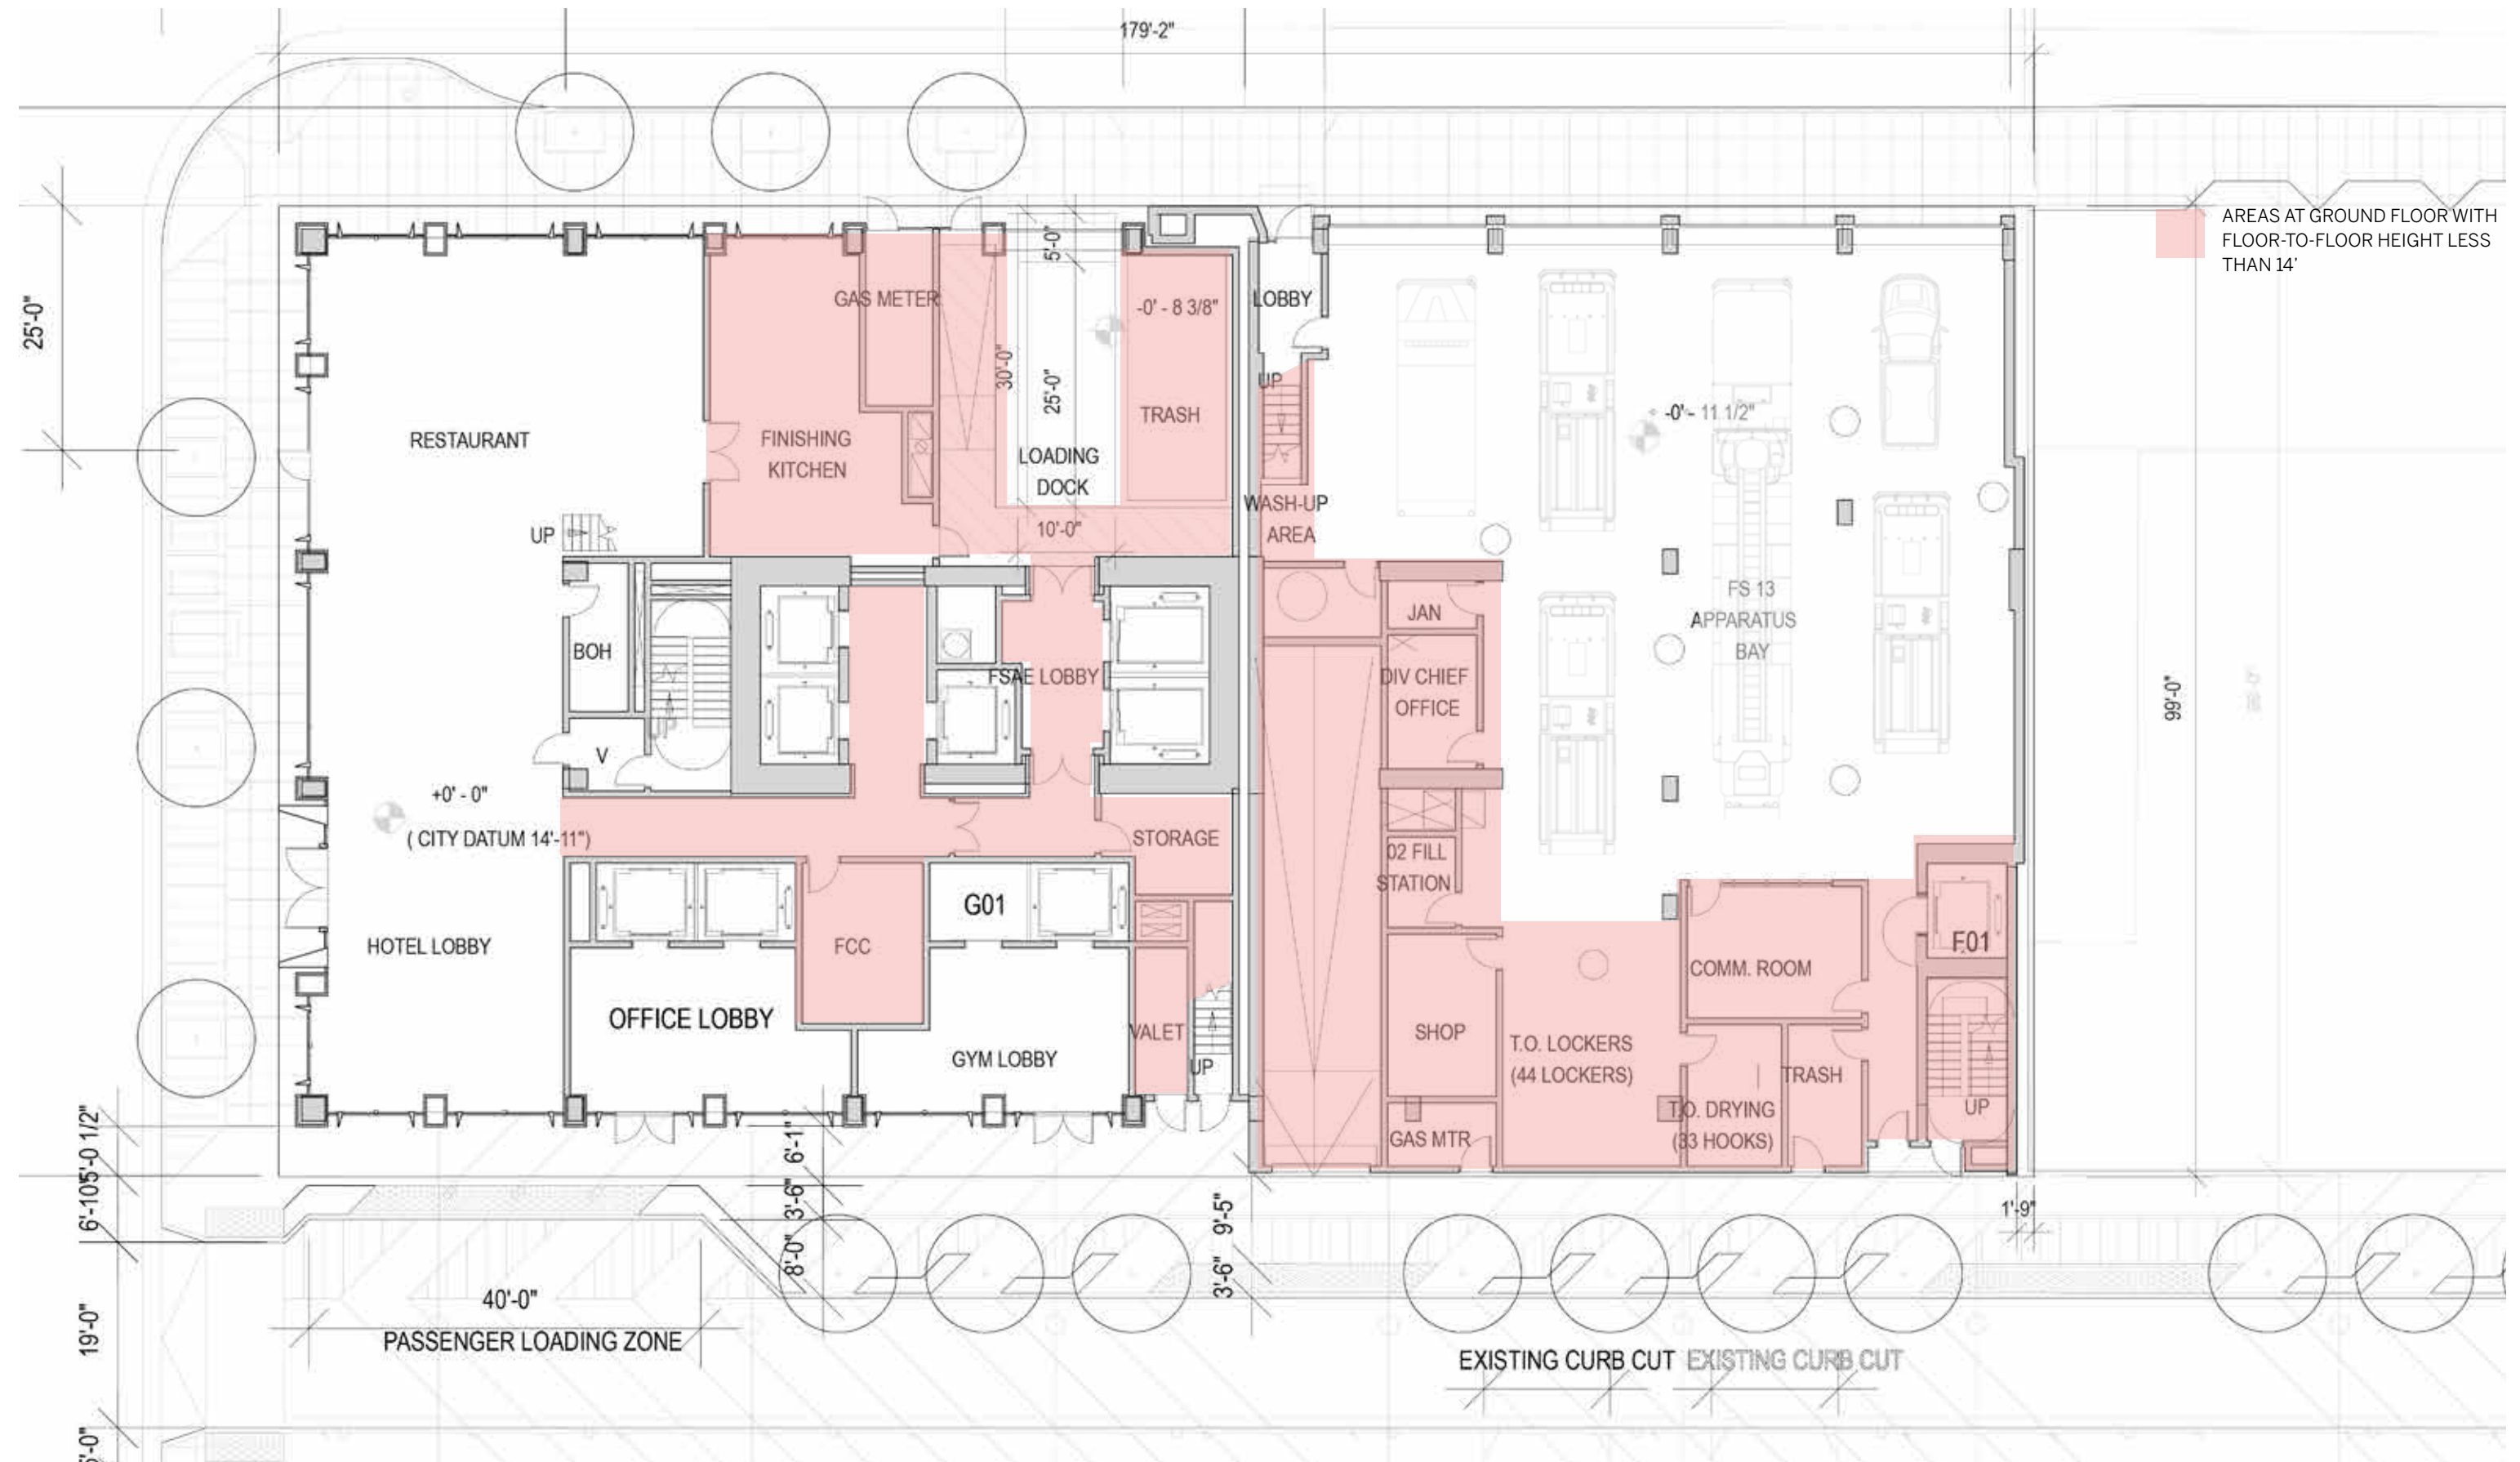 179'-2"
AREAS AT GROUND FLOOR WITH
FLOOR-TO-FLOOR HEIGHT LESS
THAN 14'
25'-0"
5'-0"
GAS METER
-0' - 8 3/8"
LOBBY
30'-0"
25'-0"
UP
TRASH
-0' - 11 1/2"
RESTAURANT
FINISHING
KITCHEN
LOADING
DOCK
WASH-UP
AREA
UP
10'-0"
FS 13
APPARATUS
BAY
JAN
BOH
FSAE LOBBY
DIV CHIEF
OFFICE
99'-0"
V
+0' - 0"
( CITY DATUM 14'-11")
STORAGE
02 FILL
STATION
G01
HOTEL LOBBY
FCC
F01
COMM. ROOM
OFFICE LOBBY
VALET
SHOP
T.O. LOCKERS
(44 LOCKERS)
GYM LOBBY
UP
TRASH
T.O. DRYING
(33 HOOKS)
UP
GAS MTR
5'-0 1/2"
6'-10"
6'-1"
3'-6"
8'-0"
9'-5"
3'-6"
1'-9"
40'-0"
PASSENGER LOADING ZONE
19'-0"
EXISTING CURB CUT EXISTING CURB CUT